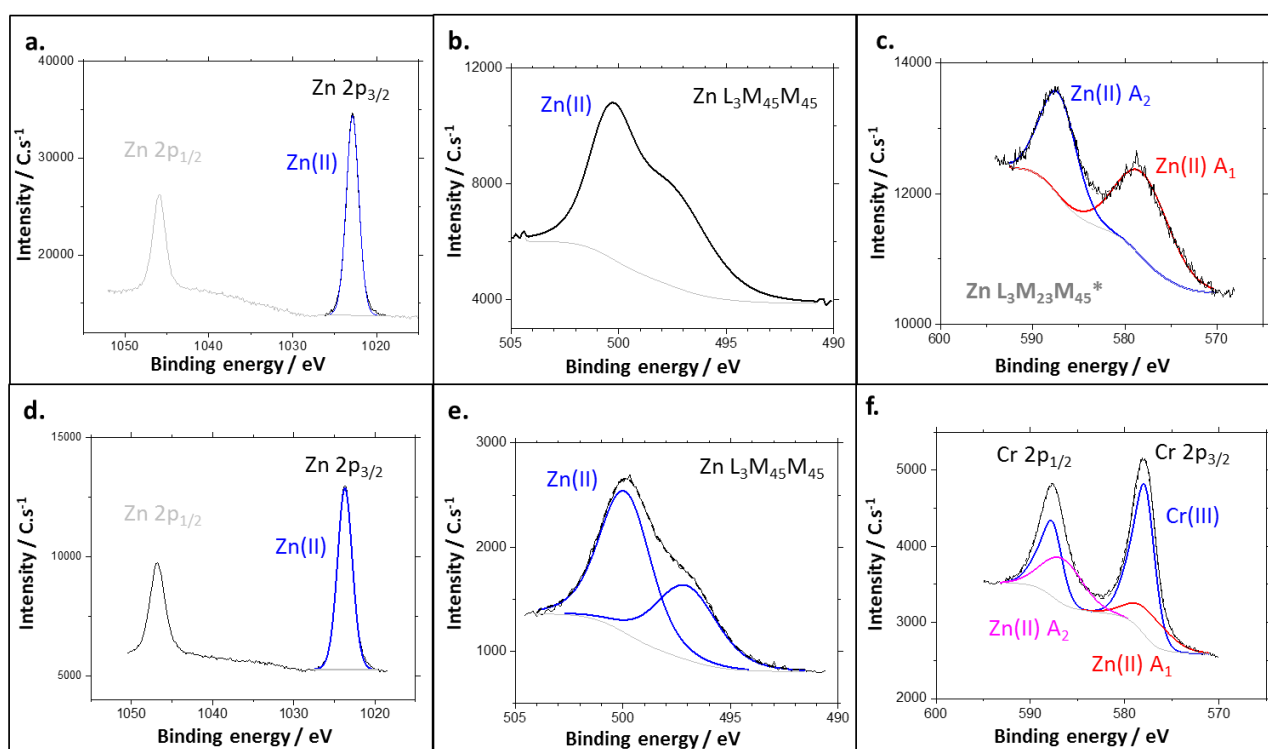 a.
Zn 2p3/2
Zn 2p1/2
Zn(II)
Intensity / C.s-1
40000
30000
20000
1050
1040
1030
1020
Binding energy / eV
b.
Zn(II)
Zn L3M45M45
Intensity / C.s-1
12000
8000
4000
505
500
495
490
Binding energy / eV
c.
Zn(II) A2
Zn(II) A1
Zn L3M23M45*
Intensity / C.s-1
14000
12000
10000
590
580
570
Binding energy / eV
d.
Zn 2p3/2
Zn 2p1/2
Zn(II)
Intensity / C.s-1
15000
10000
5000
1050
1040
1030
1020
Binding energy / eV
e.
Zn L3M45M45
Zn(II)
Intensity / C.s-1
3000
2000
1000
505
500
495
490
Binding energy / eV
f.
Cr 2p1/2
Cr 2p3/2
Cr(III)
Zn(II) A2
Zn(II) A1
Intensity / C.s-1
5000
4000
3000
2000
600
590
580
570
Binding energy / eV